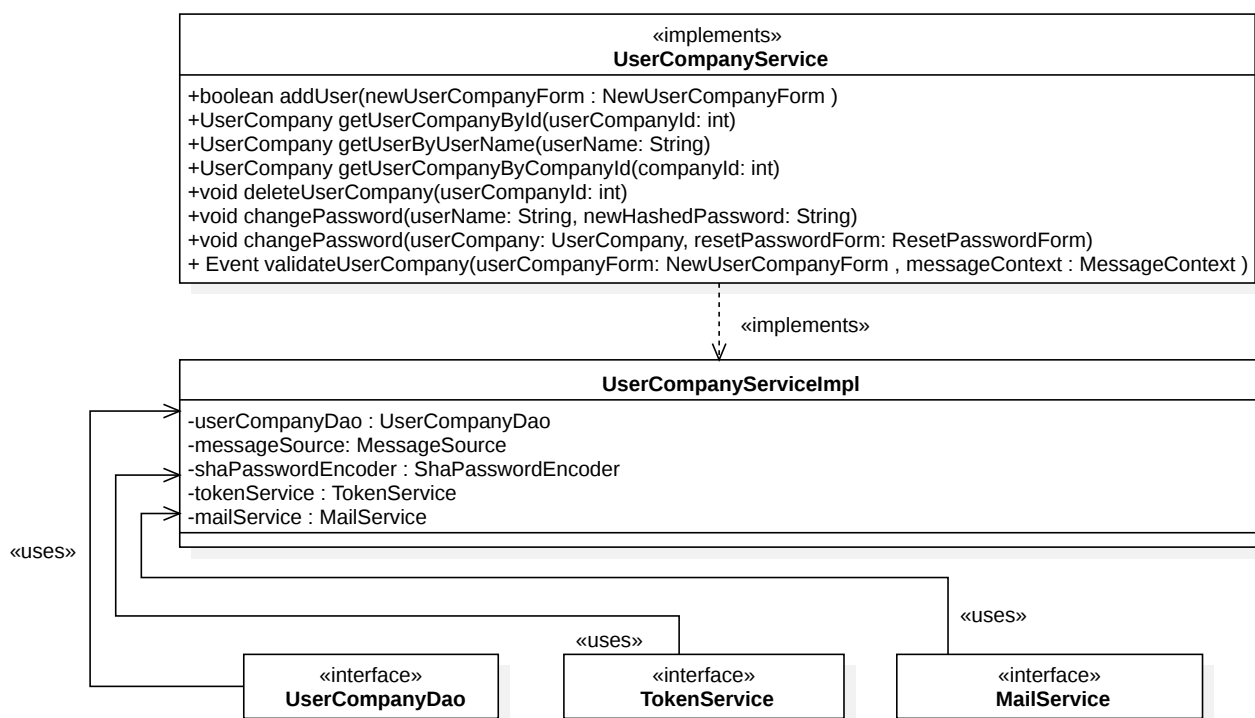 «implements»
UserCompanyService
+boolean addUser(newUserCompanyForm : NewUserCompanyForm )
+UserCompany getUserCompanyById(userCompanyId: int)
+UserCompany getUserByUserName(userName: String)
+UserCompany getUserCompanyByCompanyId(companyId: int)
+void deleteUserCompany(userCompanyId: int)
+void changePassword(userName: String, newHashedPassword: String)
+void changePassword(userCompany: UserCompany, resetPasswordForm: ResetPasswordForm)
+ Event validateUserCompany(userCompanyForm: NewUserCompanyForm , messageContext : MessageContext )
«implements»
UserCompanyServiceImpl
-userCompanyDao : UserCompanyDao
-messageSource: MessageSource
-shaPasswordEncoder : ShaPasswordEncoder
-tokenService : TokenService
-mailService : MailService
«uses»
«uses»
«uses»
«interface»
UserCompanyDao
«interface»
TokenService
«interface»
MailService